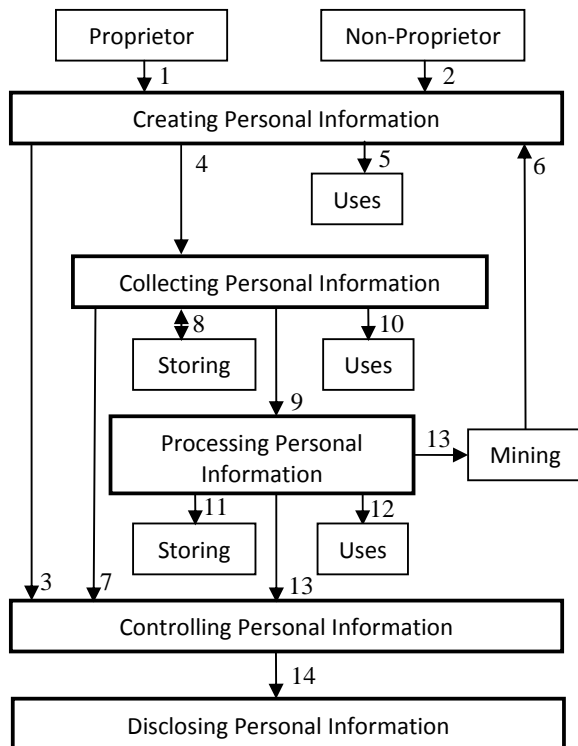 Proprietor
Non-Proprietor
1
2
Creating Personal Information
4
5
6
Uses
Collecting Personal Information
8
10
Storing
Uses
9
Processing Personal
Information
13
Mining
11
12
Storing
Uses
3
7
13
Controlling Personal Information
14
Disclosing Personal Information